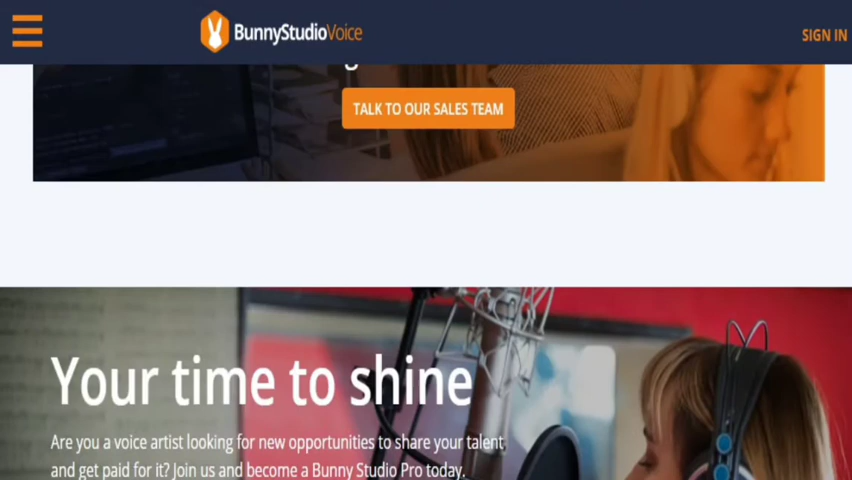 BunnyStudioVoice
SIGN IN
TALK TO OUR SALES TEAM
Your time to shine
Are you a voice artist looking for new opportunities to share your talent
and get paid for it? Join us and become a Bunny Studio Pro today.